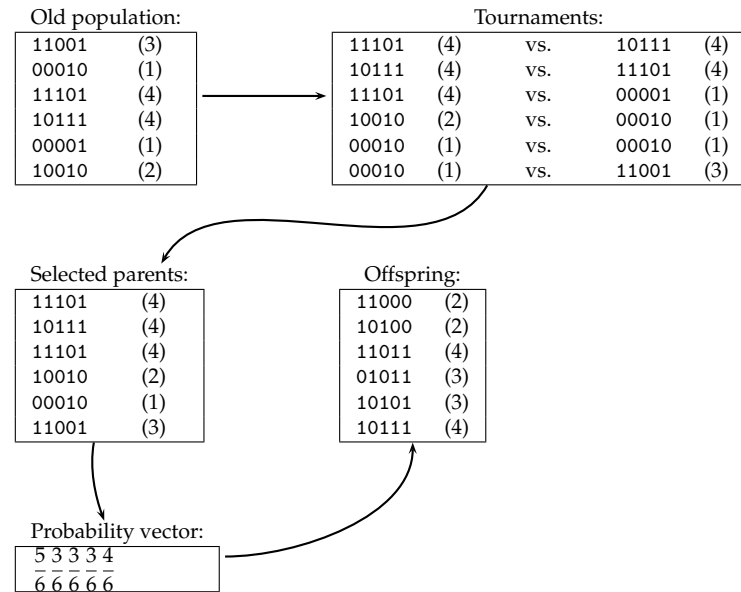 Old population:
11001 (3)
00010 (1)
11101 (4)
10111 (4)
00001 (1)
10010 (2)
Tournaments:
11101 (4) vs. 10111 (4)
10111 (4) vs. 11101 (4)
11101 (4) vs. 00001 (1)
10010 (2) vs. 00010 (1)
00010 (1) vs. 00010 (1)
00010 (1) vs. 11001 (3)
Selected parents:
11101 (4)
10111 (4)
11101 (4)
10010 (2)
00010 (1)
11001 (3)
Offspring:
11000 (2)
10100 (2)
11011 (4)
01011 (3)
10101 (3)
10111 (4)
Probability vector:
5 3 3 3 4
6 6 6 6 6